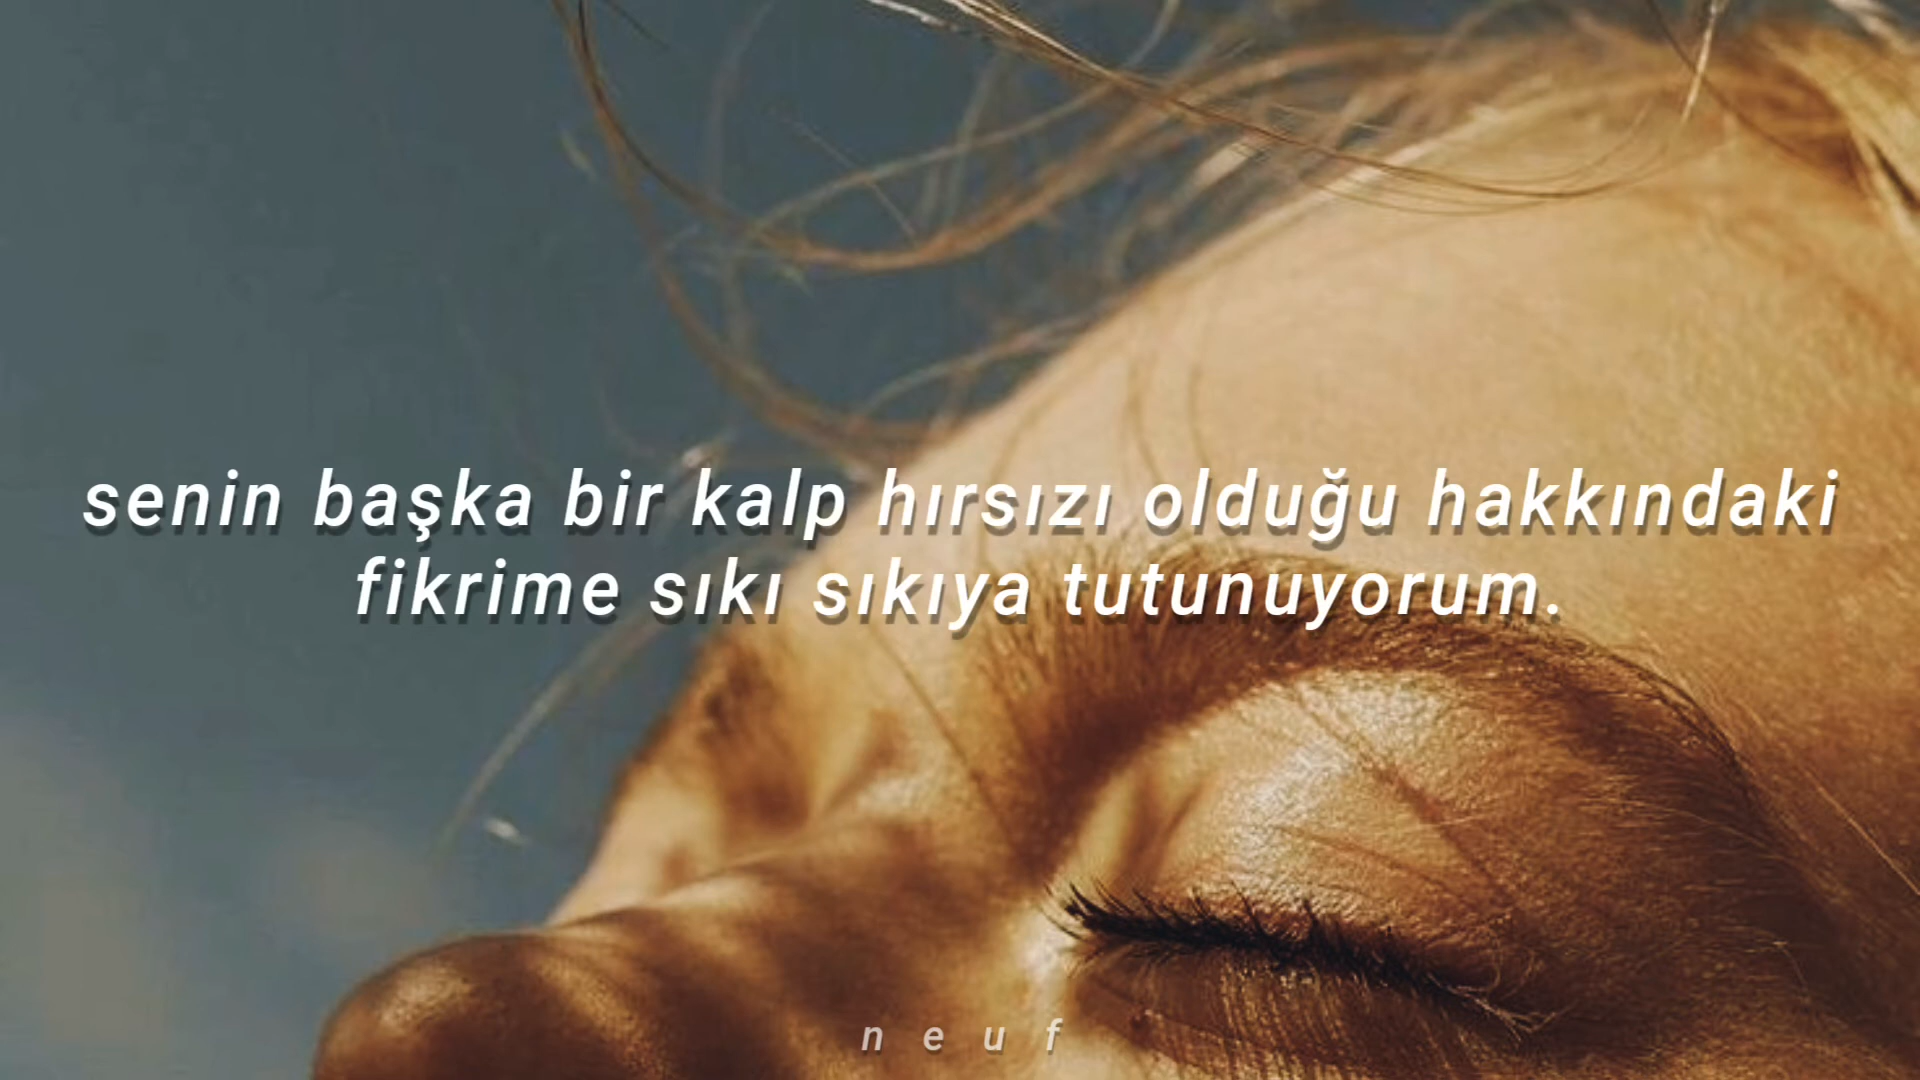 senin başka bir kalp hırsızı olduğu hakkındaki
fikrime sıkı sıkıya tutunuyorum.
n e u f